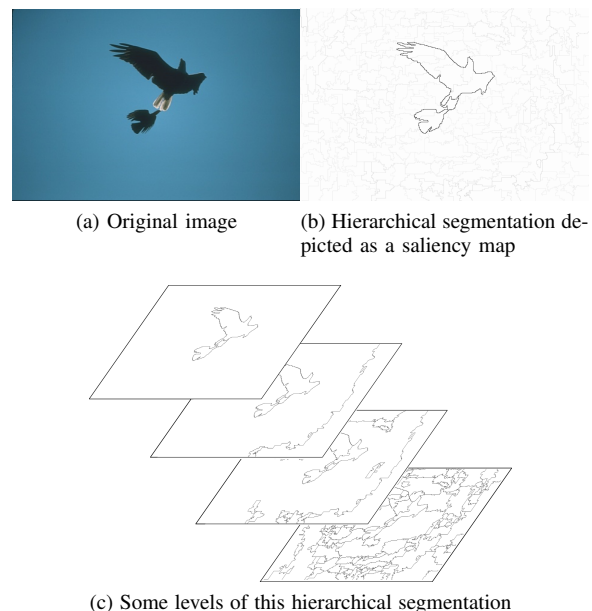 (a) Original image
(b) Hierarchical segmentation de-
picted as a saliency map
(c) Some levels of this hierarchical segmentation